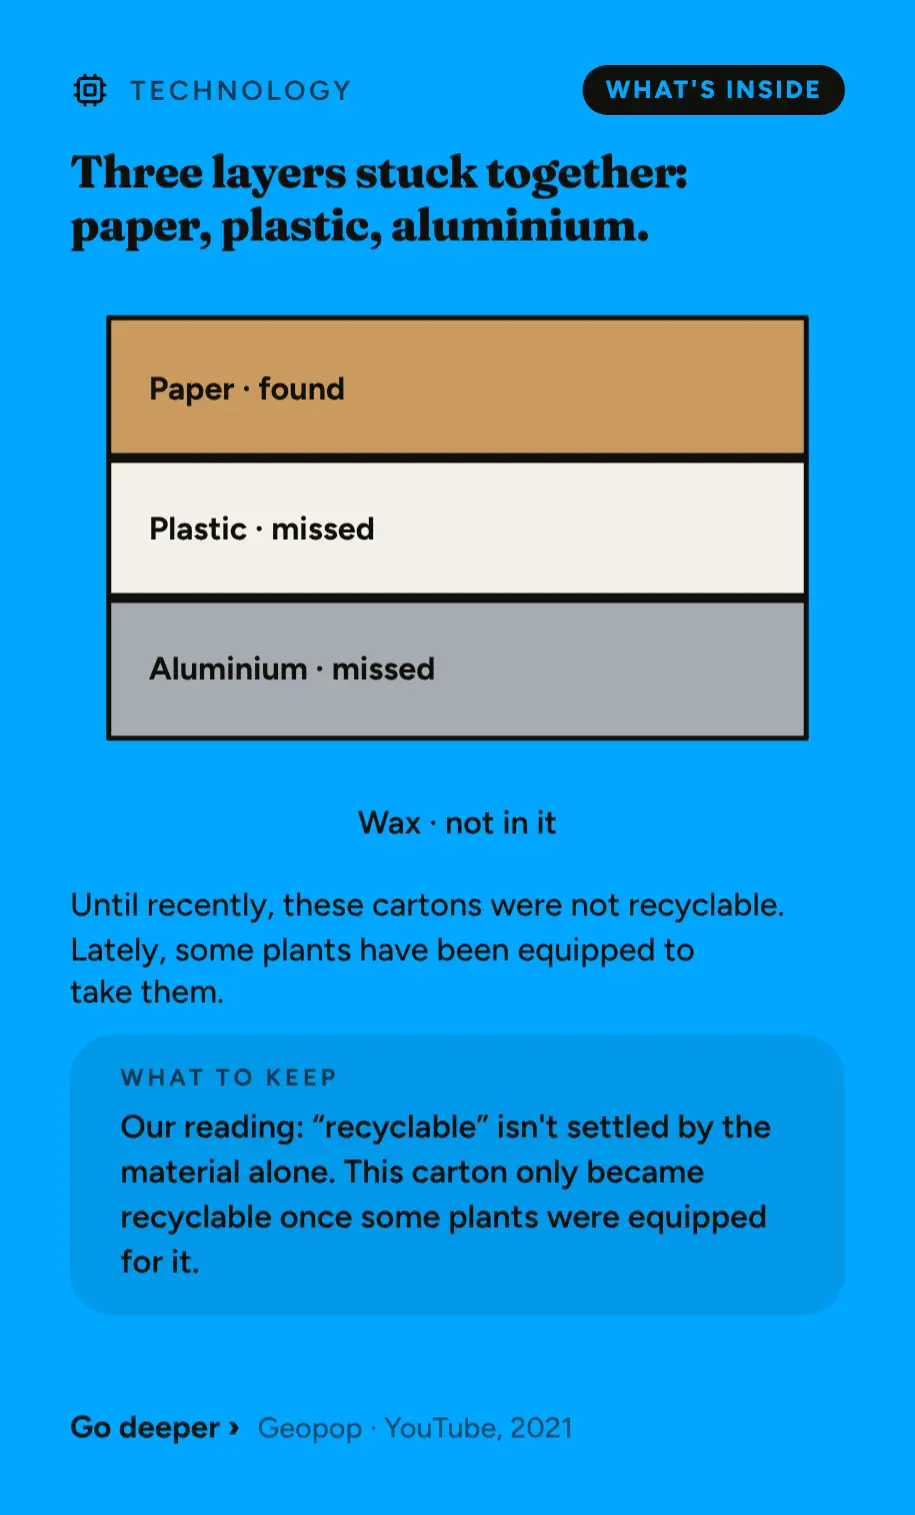 TECHNOLOGY
WHAT'S INSIDE
Three layers stuck together:
paper, plastic, aluminium.
Paper · found
Plastic · missed
Aluminium · missed
Wax · not in it
Until recently, these cartons were not recyclable.
Lately, some plants have been equipped to
take them.
WHAT TO KEEP
Our reading: “recyclable” isn't settled by the
material alone. This carton only became
recyclable once some plants were equipped
for it.
Go deeper › Geopop · YouTube, 2021